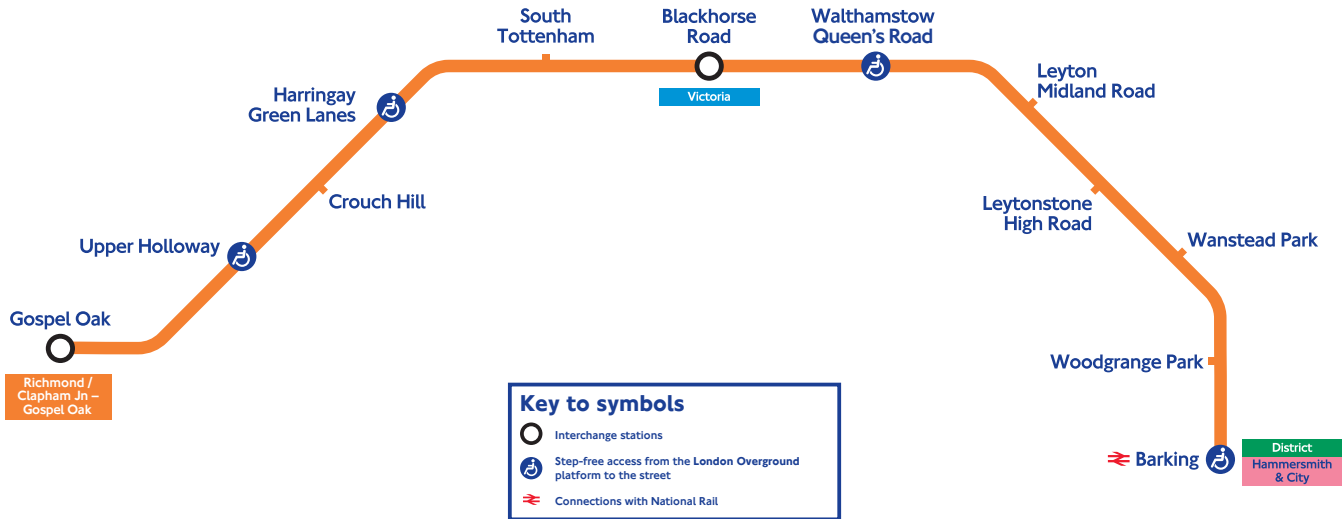 South
Tottenham
Blackhorse
Road
Victoria
Walthamstow
Queen's Road
Leyton
Midland Road
Harringay
Green Lanes
Crouch Hill
Leytonstone
High Road
Upper Holloway
Wanstead Park
Gospel Oak
Richmond /
Clapham Jn –
Gospel Oak
Woodgrange Park
Key to symbols
Interchange stations
Step-free access from the London Overground
platform to the street
Connections with National Rail
Barking
District
Hammersmith
& City